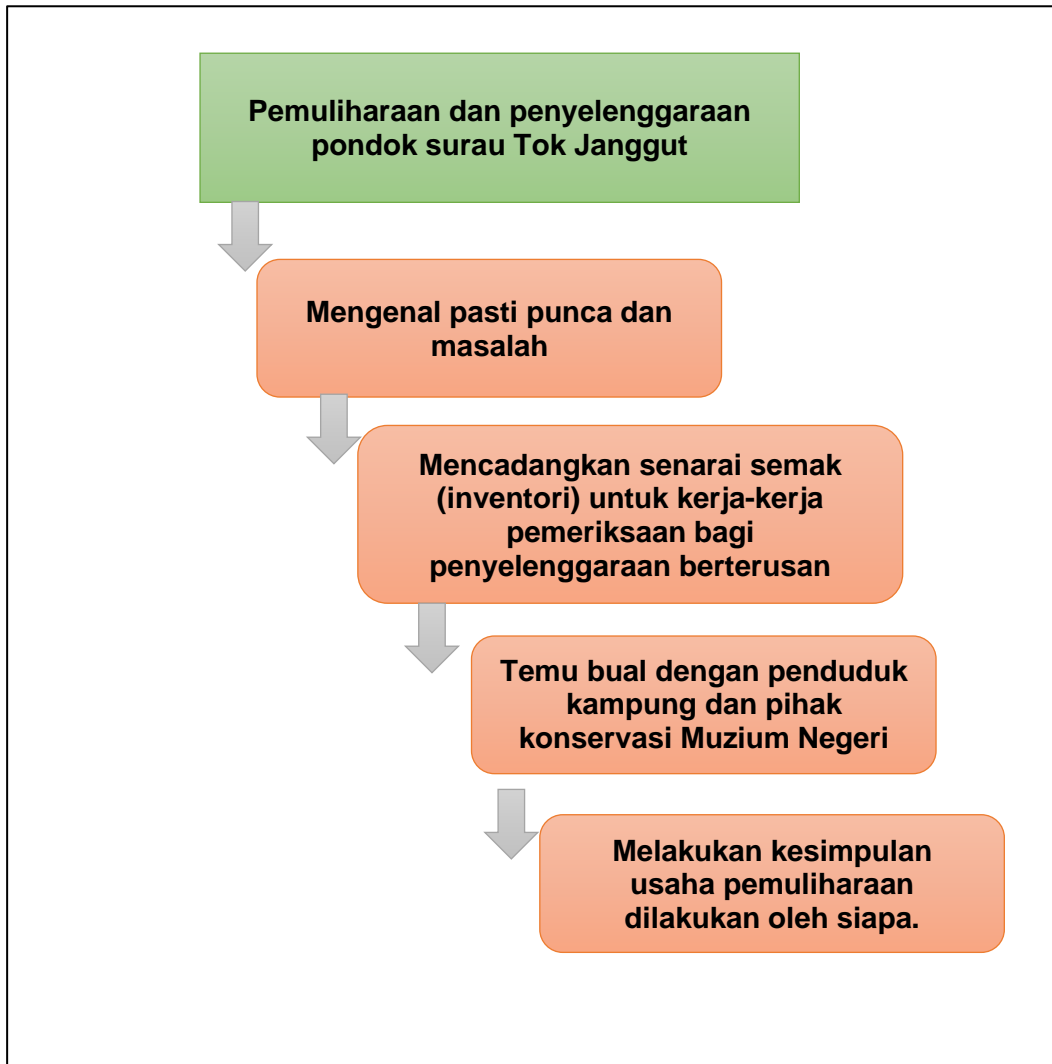 Pemuliharaan dan penyelenggaraan
pondok surau Tok Janggut
Mengenal pasti punca dan
masalah
Mencadangkan senarai semak
(inventori) untuk kerja-kerja
pemeriksaan bagi
penyelenggaraan berterusan
Temu bual dengan penduduk
kampung dan pihak
konservasi Muzium Negeri
Melakukan kesimpulan
usaha pemuliharaan
dilakukan oleh siapa.